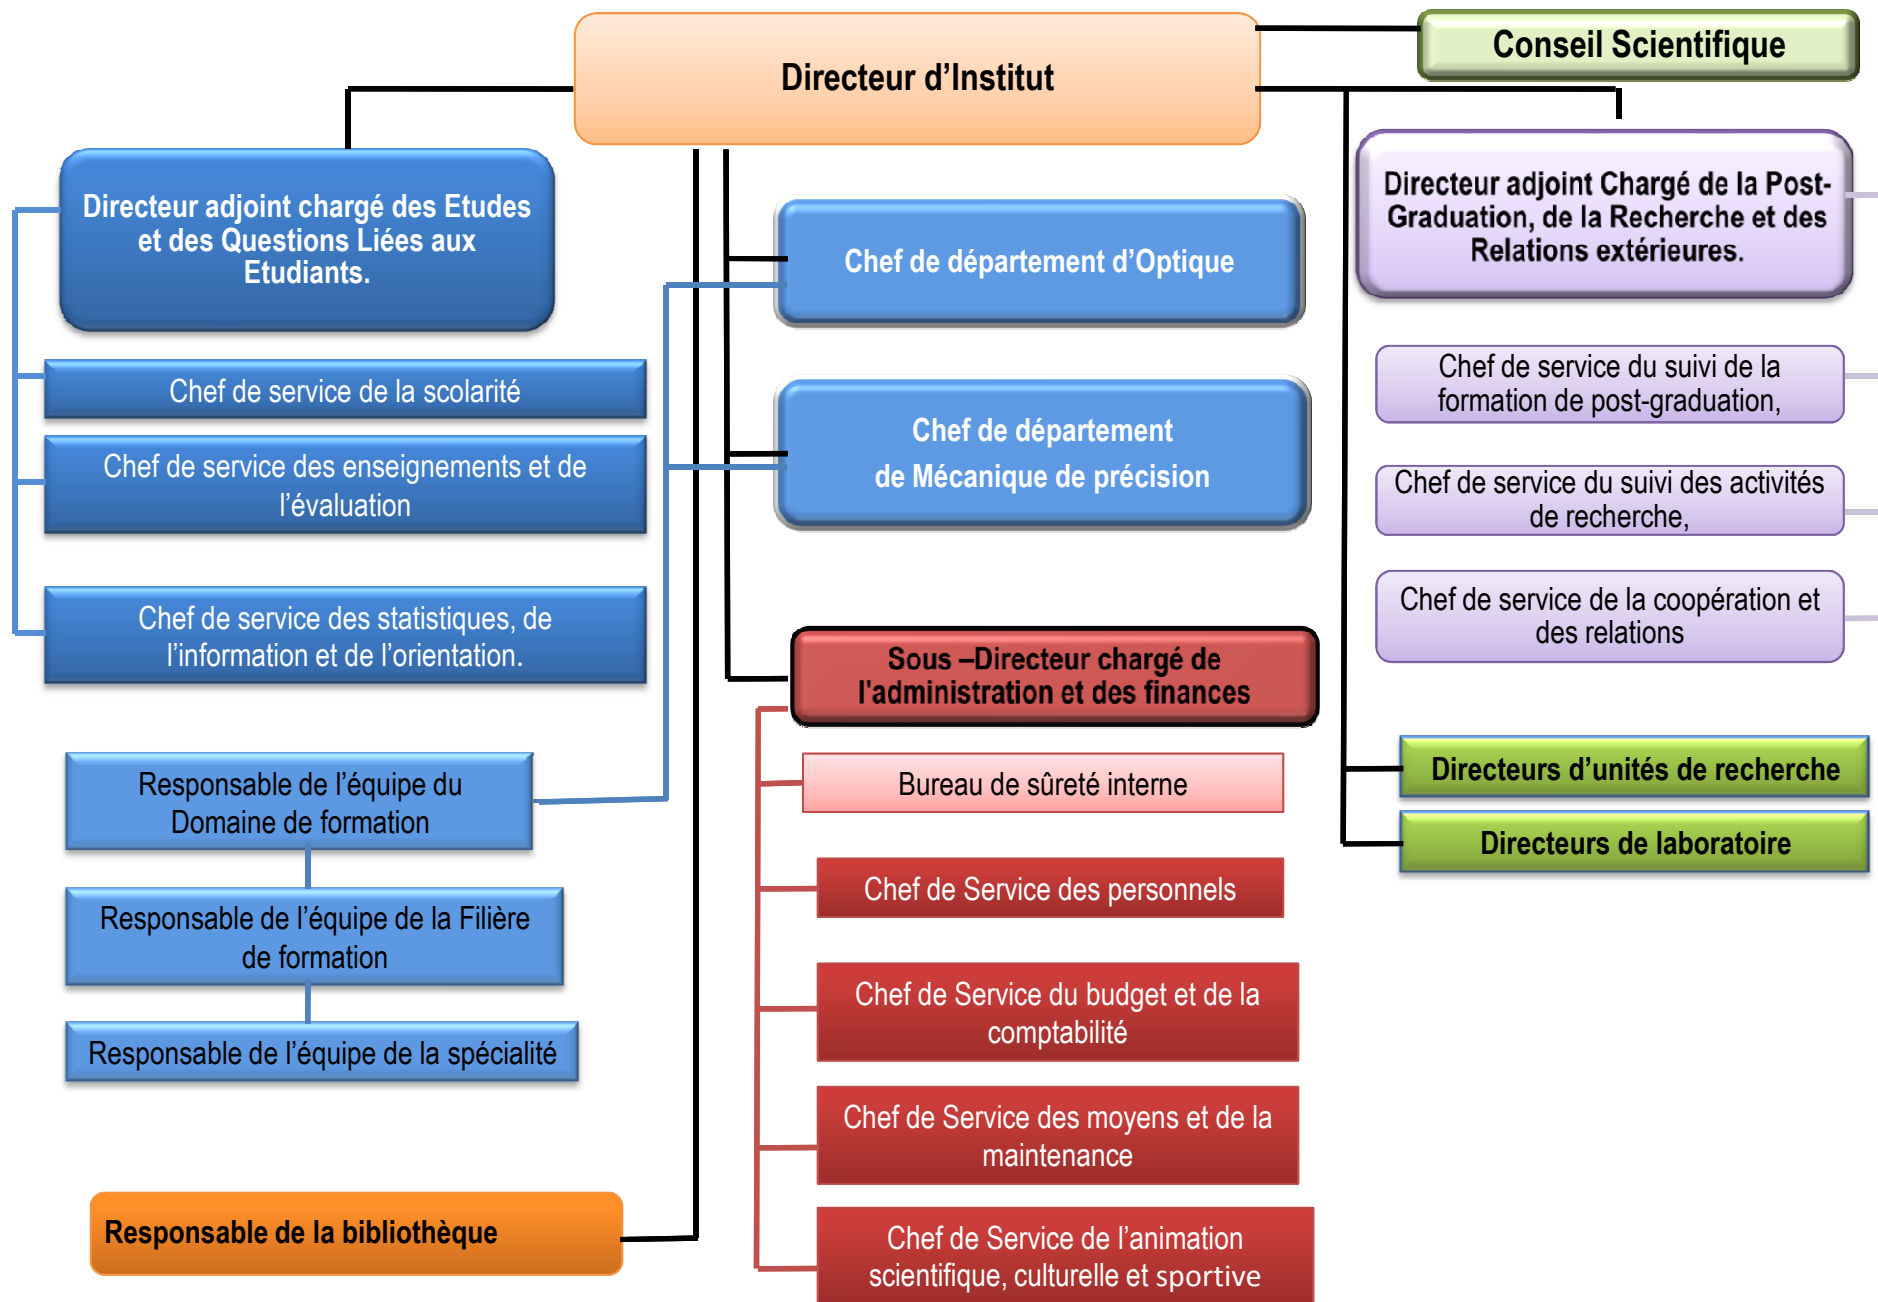 Directeur d’Institut
Conseil Scientifique
Directeur adjoint chargé des Etudes
et des Questions Liées aux
Etudiants.
Chef de service de la scolarité
Chef de service des enseignements et de
l’évaluation
Chef de service des statistiques, de
l’information et de l’orientation.
Responsable de l’équipe du
Domaine de formation
Responsable de l’équipe de la Filière
de formation
Responsable de l’équipe de la spécialité
Responsable de la bibliothèque
Chef de département d’Optique
Chef de département
de Mécanique de précision
Sous –Directeur chargé de
l'administration et des finances
Bureau de sûreté interne
Chef de Service des personnels
Chef de Service du budget et de la
comptabilité
Chef de Service des moyens et de la
maintenance
Chef de Service de l’animation
scientifique, culturelle et sportive
Directeur adjoint Chargé de la Post-
Graduation, de la Recherche et des
Relations extérieures.
Chef de service du suivi de la
formation de post-graduation,
Chef de service du suivi des activités
de recherche,
Chef de service de la coopération et
des relations
Directeurs d’unités de recherche
Directeurs de laboratoire